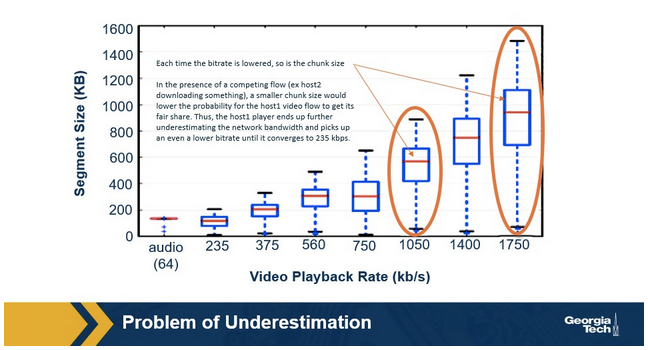 1600
1400
1200
1000
800
600
400
200
0
Segment Size (KB)
Each time the bitrate is lowered, so is the chunk size
In the presence of a competing flow (ex host2
downloading something), a smaller chunk size would
lower the probability for the host1 video flow to get its
fair share. Thus, the host1 player ends up further
underestimating the network bandwidth and picks up
an even a lower bitrate until it converges to 235 kbps.
audio 235 375 560 750 1050 1400 1750
(64)
Video Playback Rate (kb/s)
Problem of Underestimation
Georgia
Tech